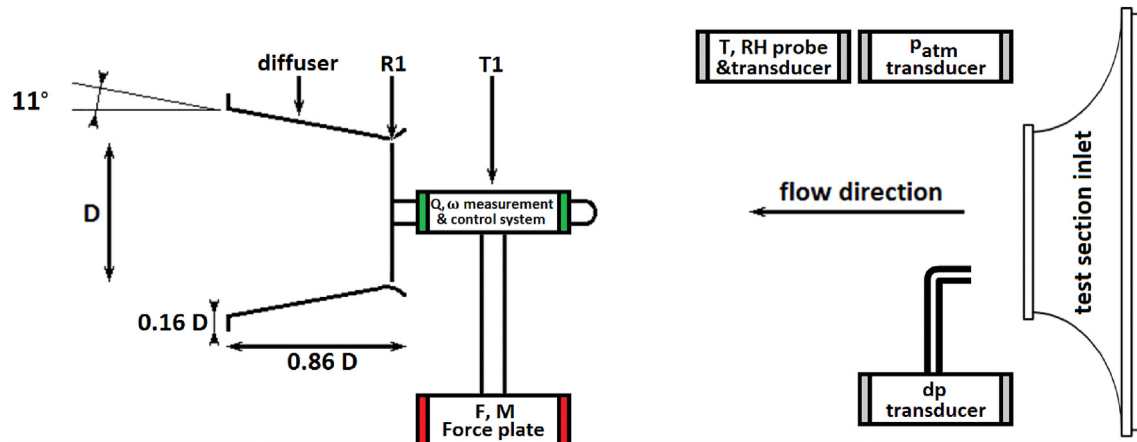 diffuser
R1
T1
T, RH probe
&transducer
patm
transducer
11°
D
Q, ω measurement
& control system
flow direction
test section inlet
0.16 D
0.86 D
F, M
Force plate
dp
transducer